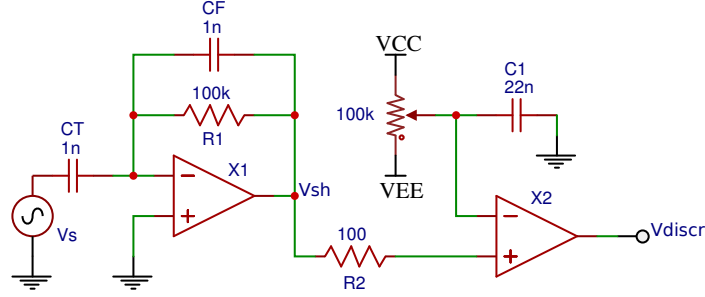 CF
1n
100k
R1
CT
1n
X1
Vsh
Vs
VCC
100k
VEE
C1
22n
100
R2
X2
Vdiscr